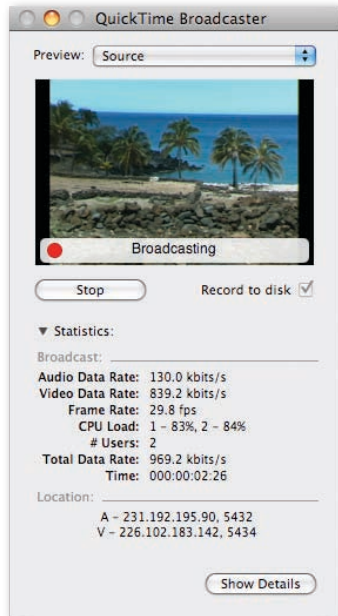 QuickTime Broadcaster
Preview: Source
Broadcasting
Stop Record to disk
Statistics:
Broadcast:
Audio Data Rate: 130.0 kbits/s
Video Data Rate: 839.2 kbits/s
Frame Rate: 29.8 fps
CPU Load: 1 – 83%, 2 – 84%
# Users: 2
Total Data Rate: 969.2 kbits/s
Time: 000:00:02:26
Location:
A – 231.192.195.90, 5432
V – 226.102.183.142, 5434
Show Details